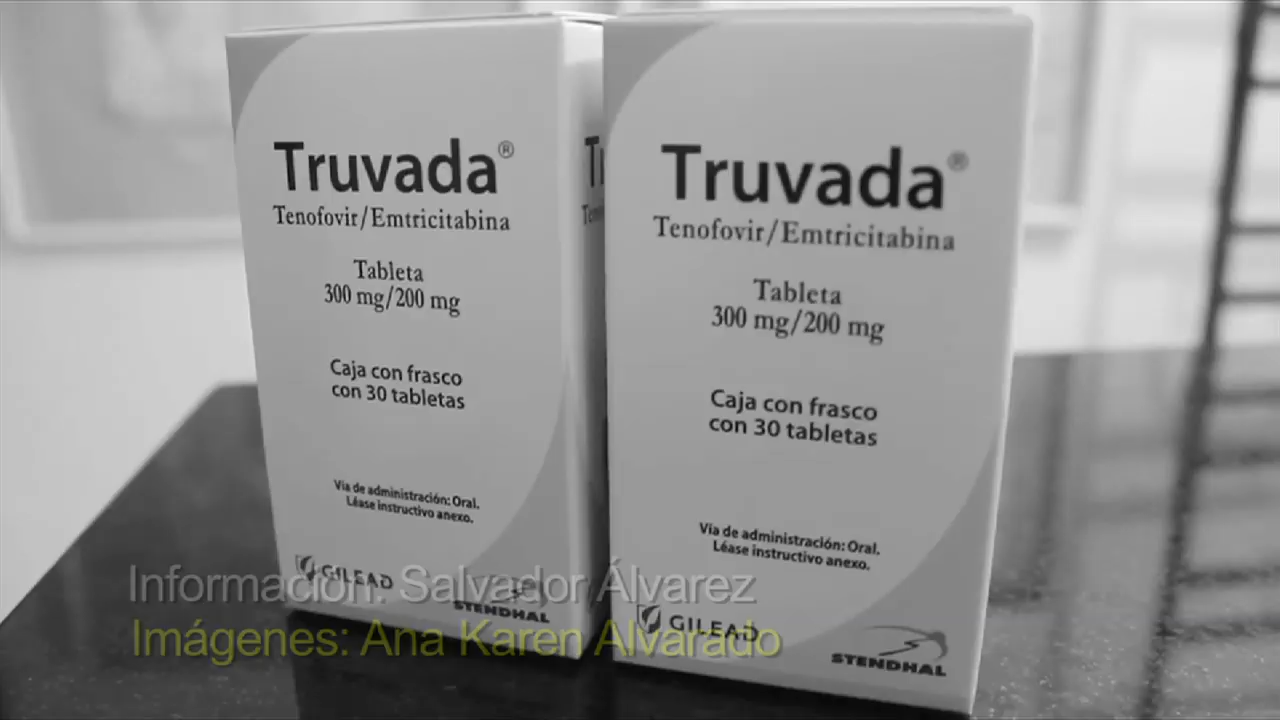 Truvada®
Tenofovir/Emtricitabina
Tableta
300 mg/200 mg
Caja con frasco
con 30 tabletas
Vía de administración: Oral.
Léase instructivo anexo.
GILEAD
STENDHAL
Truvada®
Tenofovir/Emtricitabina
Tableta
300 mg/200 mg
Caja con frasco
con 30 tabletas
Vía de administración: Oral.
Léase instructivo anexo.
GILEAD
STENDHAL
Información: Salvador Álvarez
Imágenes: Ana Karen Alvarado